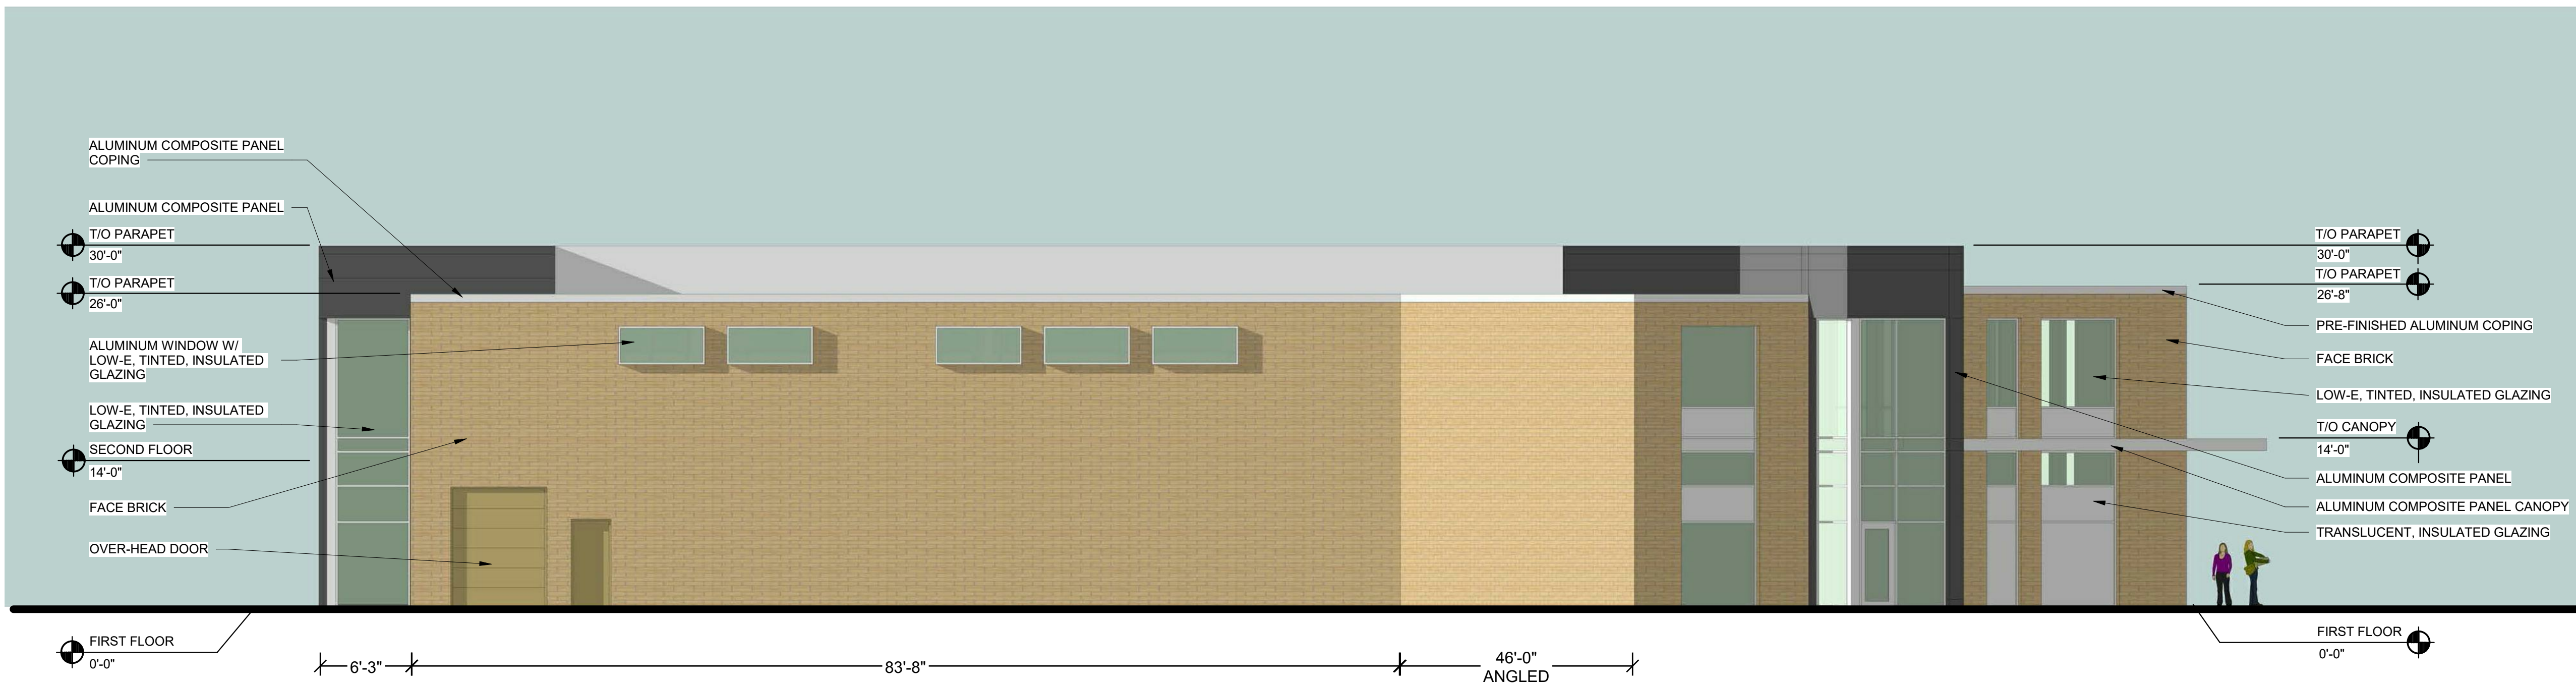 ALUMINUM COMPOSITE PANEL
COPING
ALUMINUM COMPOSITE PANEL
T/O PARAPET
30'-0"
T/O PARAPET
26'-0"
ALUMINUM WINDOW W/
LOW-E, TINTED, INSULATED
GLAZING
LOW-E, TINTED, INSULATED
GLAZING
SECOND FLOOR
14'-0"
FACE BRICK
OVER-HEAD DOOR
FIRST FLOOR
0'-0"
6'-3"
83'-8"
46'-0"
ANGLED
T/O PARAPET
30'-0"
T/O PARAPET
26'-8"
PRE-FINISHED ALUMINUM COPING
FACE BRICK
LOW-E, TINTED, INSULATED GLAZING
T/O CANOPY
14'-0"
ALUMINUM COMPOSITE PANEL
ALUMINUM COMPOSITE PANEL CANOPY
TRANSLUCENT, INSULATED GLAZING
FIRST FLOOR
0'-0"